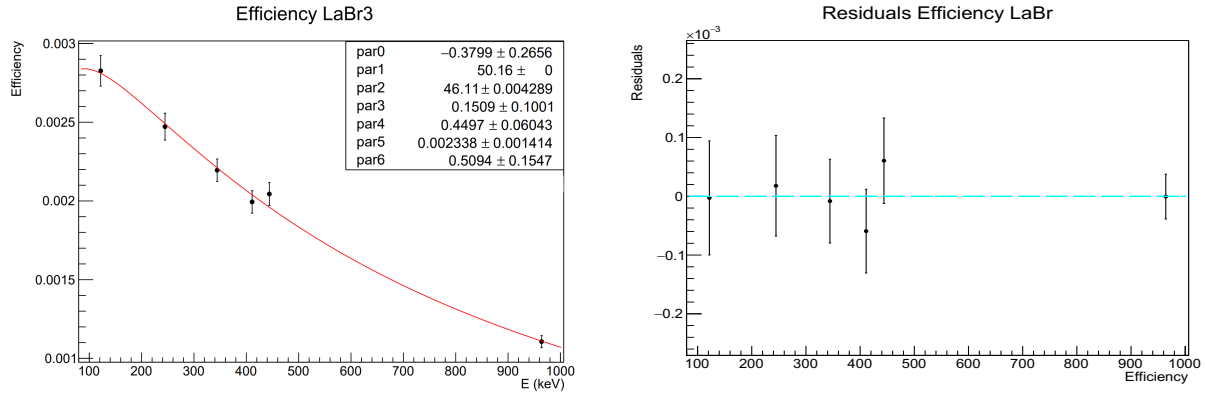 Efficiency LaBr3
Efficiency
0.003
0.0025
0.002
0.0015
0.001
par0 −0.3799 ± 0.2656
par1 50.16 ± 0
par2 46.11 ± 0.004289
par3 0.1509 ± 0.1001
par4 0.4497 ± 0.06043
par5 0.002338 ± 0.001414
par6 0.5094 ± 0.1547
100 200 300 400 500 600 700 800 900 1000
E (keV)
Residuals Efficiency LaBr
×10⁻³
Residuals
0.2
0.1
0
−0.1
−0.2
100 200 300 400 500 600 700 800 900 1000
Efficiency